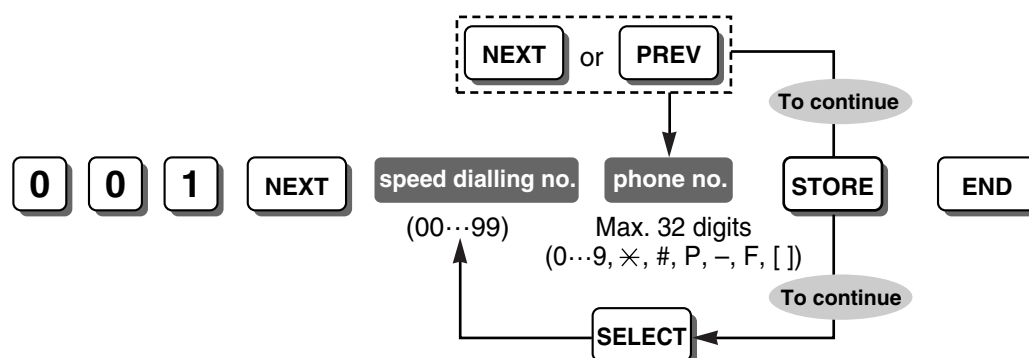 NEXT or PREV
To continue
0 0 1 NEXT speed dialling no. phone no. STORE END
(00⋯99) Max. 32 digits
(0⋯9, ✳, #, P, –, F, [ ])
To continue
SELECT